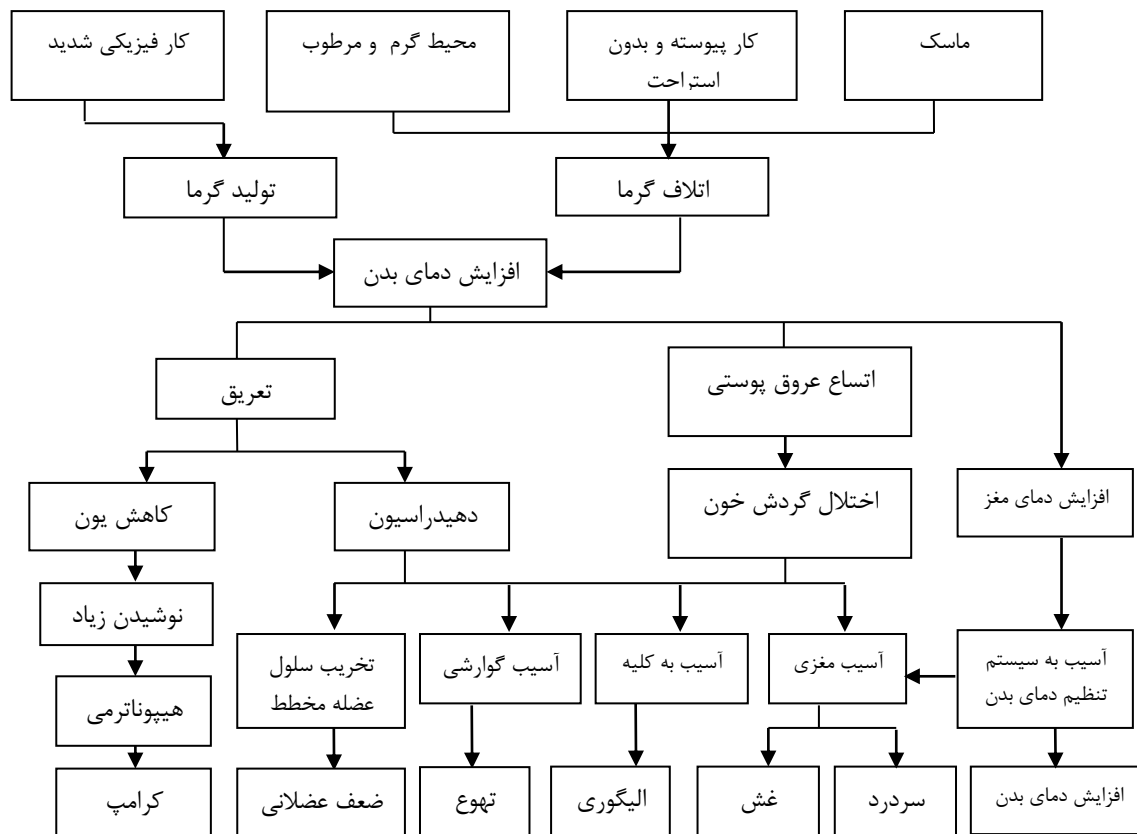 ماسک
کار پیوسته و بدون
استراحت
محیط گرم و مرطوب
کار فیزیکی شدید
اتلاف گرما
تولید گرما
افزایش دمای بدن
اتساع عروق پوستی
تعریق
افزایش دمای مغز
اختلال گردش خون
دهیدراسیون
کاهش یون
نوشیدن زیاد
آسیب به سیستم
تنظیم دمای بدن
آسیب مغزی
آسیب به کلیه
آسیب گوارشی
تخریب سلول
عضله مخطط
هیپوناترمی
افزایش دمای بدن
سردرد
غش
الیگوری
تهوع
ضعف عضلانی
کرامپ